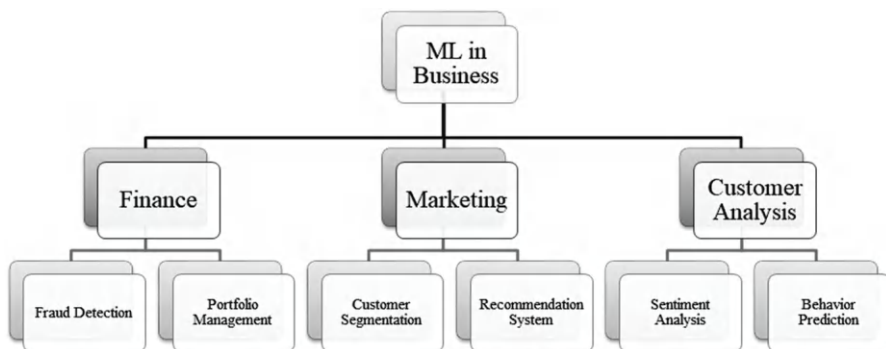 ML in
Business
Finance
Marketing
Customer
Analysis
Fraud Detection
Portfolio
Management
Customer
Segmentation
Recommendation
System
Sentiment
Analysis
Behavior
Prediction